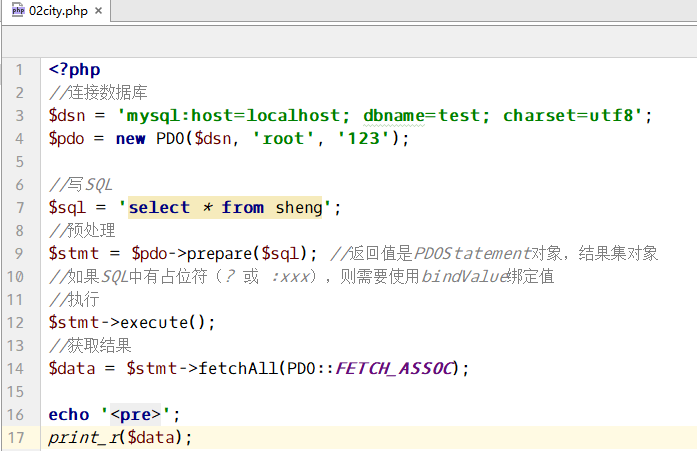 02city.php
1 <?php
2 //连接数据库
3 $dsn = 'mysql:host=localhost; dbname=test; charset=utf8';
4 $pdo = new PDO($dsn, 'root', '123');
5
6 //写SQL
7 $sql = 'select * from sheng';
8 //预处理
9 $stmt = $pdo->prepare($sql); //返回值是PDOStatement对象，结果集对象
10 //如果SQL中有占位符（? 或 :xxx），则需要使用bindValue绑定值
11 //执行
12 $stmt->execute();
13 //获取结果
14 $data = $stmt->fetchAll(PDO::FETCH_ASSOC);
15
16 echo '<pre>';
17 print_r($data);